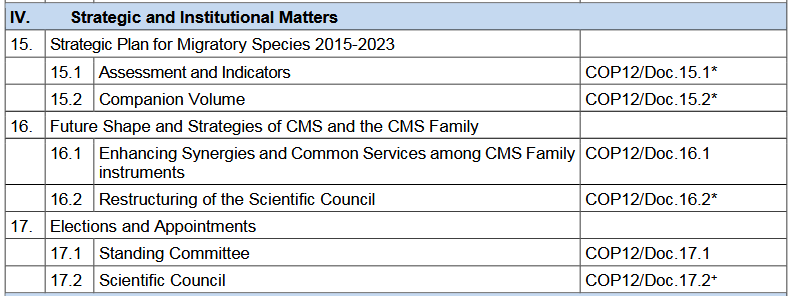 IV. Strategic and Institutional Matters
15. Strategic Plan for Migratory Species 2015-2023
15.1 Assessment and Indicators COP12/Doc.15.1*
15.2 Companion Volume COP12/Doc.15.2*
16. Future Shape and Strategies of CMS and the CMS Family
16.1 Enhancing Synergies and Common Services among CMS Family COP12/Doc.16.1
instruments
16.2 Restructuring of the Scientific Council COP12/Doc.16.2*
17. Elections and Appointments
17.1 Standing Committee COP12/Doc.17.1
17.2 Scientific Council COP12/Doc.17.2⁺